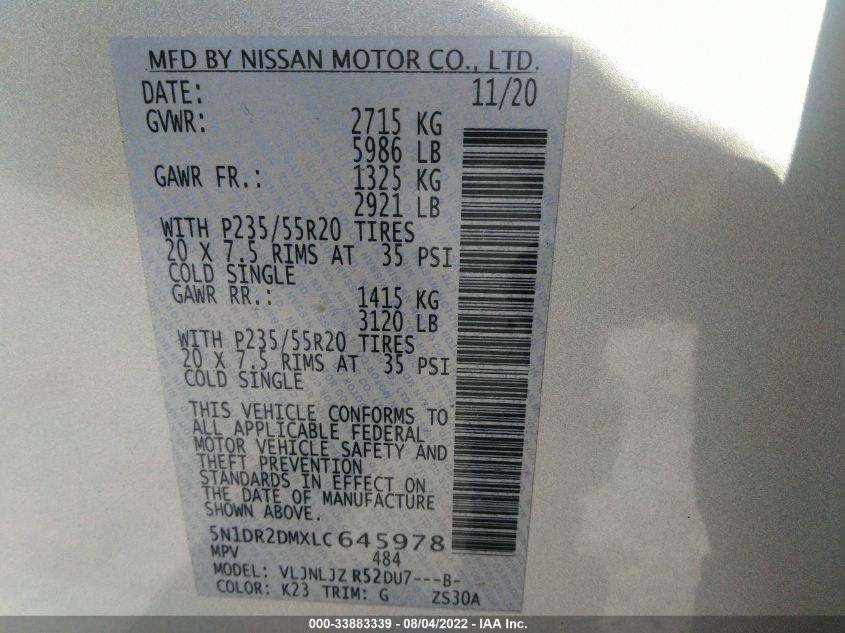 MFD BY NISSAN MOTOR CO., LTD.
DATE: 11/20
GVWR: 2715 KG
5986 LB
GAWR FR.: 1325 KG
2921 LB
WITH P235/55R20 TIRES
20 X 7.5 RIMS AT 35 PSI
COLD SINGLE
GAWR RR.: 1415 KG
3120 LB
WITH P235/55R20 TIRES
20 X 7.5 RIMS AT 35 PSI
COLD SINGLE
THIS VEHICLE CONFORMS TO
ALL APPLICABLE FEDERAL
MOTOR VEHICLE SAFETY AND
THEFT PREVENTION
STANDARDS IN EFFECT ON
THE DATE OF MANUFACTURE
SHOWN ABOVE.
5N1DR2DMXLC645978
MPV 484
MODEL: VLJNLJZ R52DU7---B-
COLOR: K23 TRIM: G ZS30A
000-33883339 - 08/04/2022 - IAA Inc.